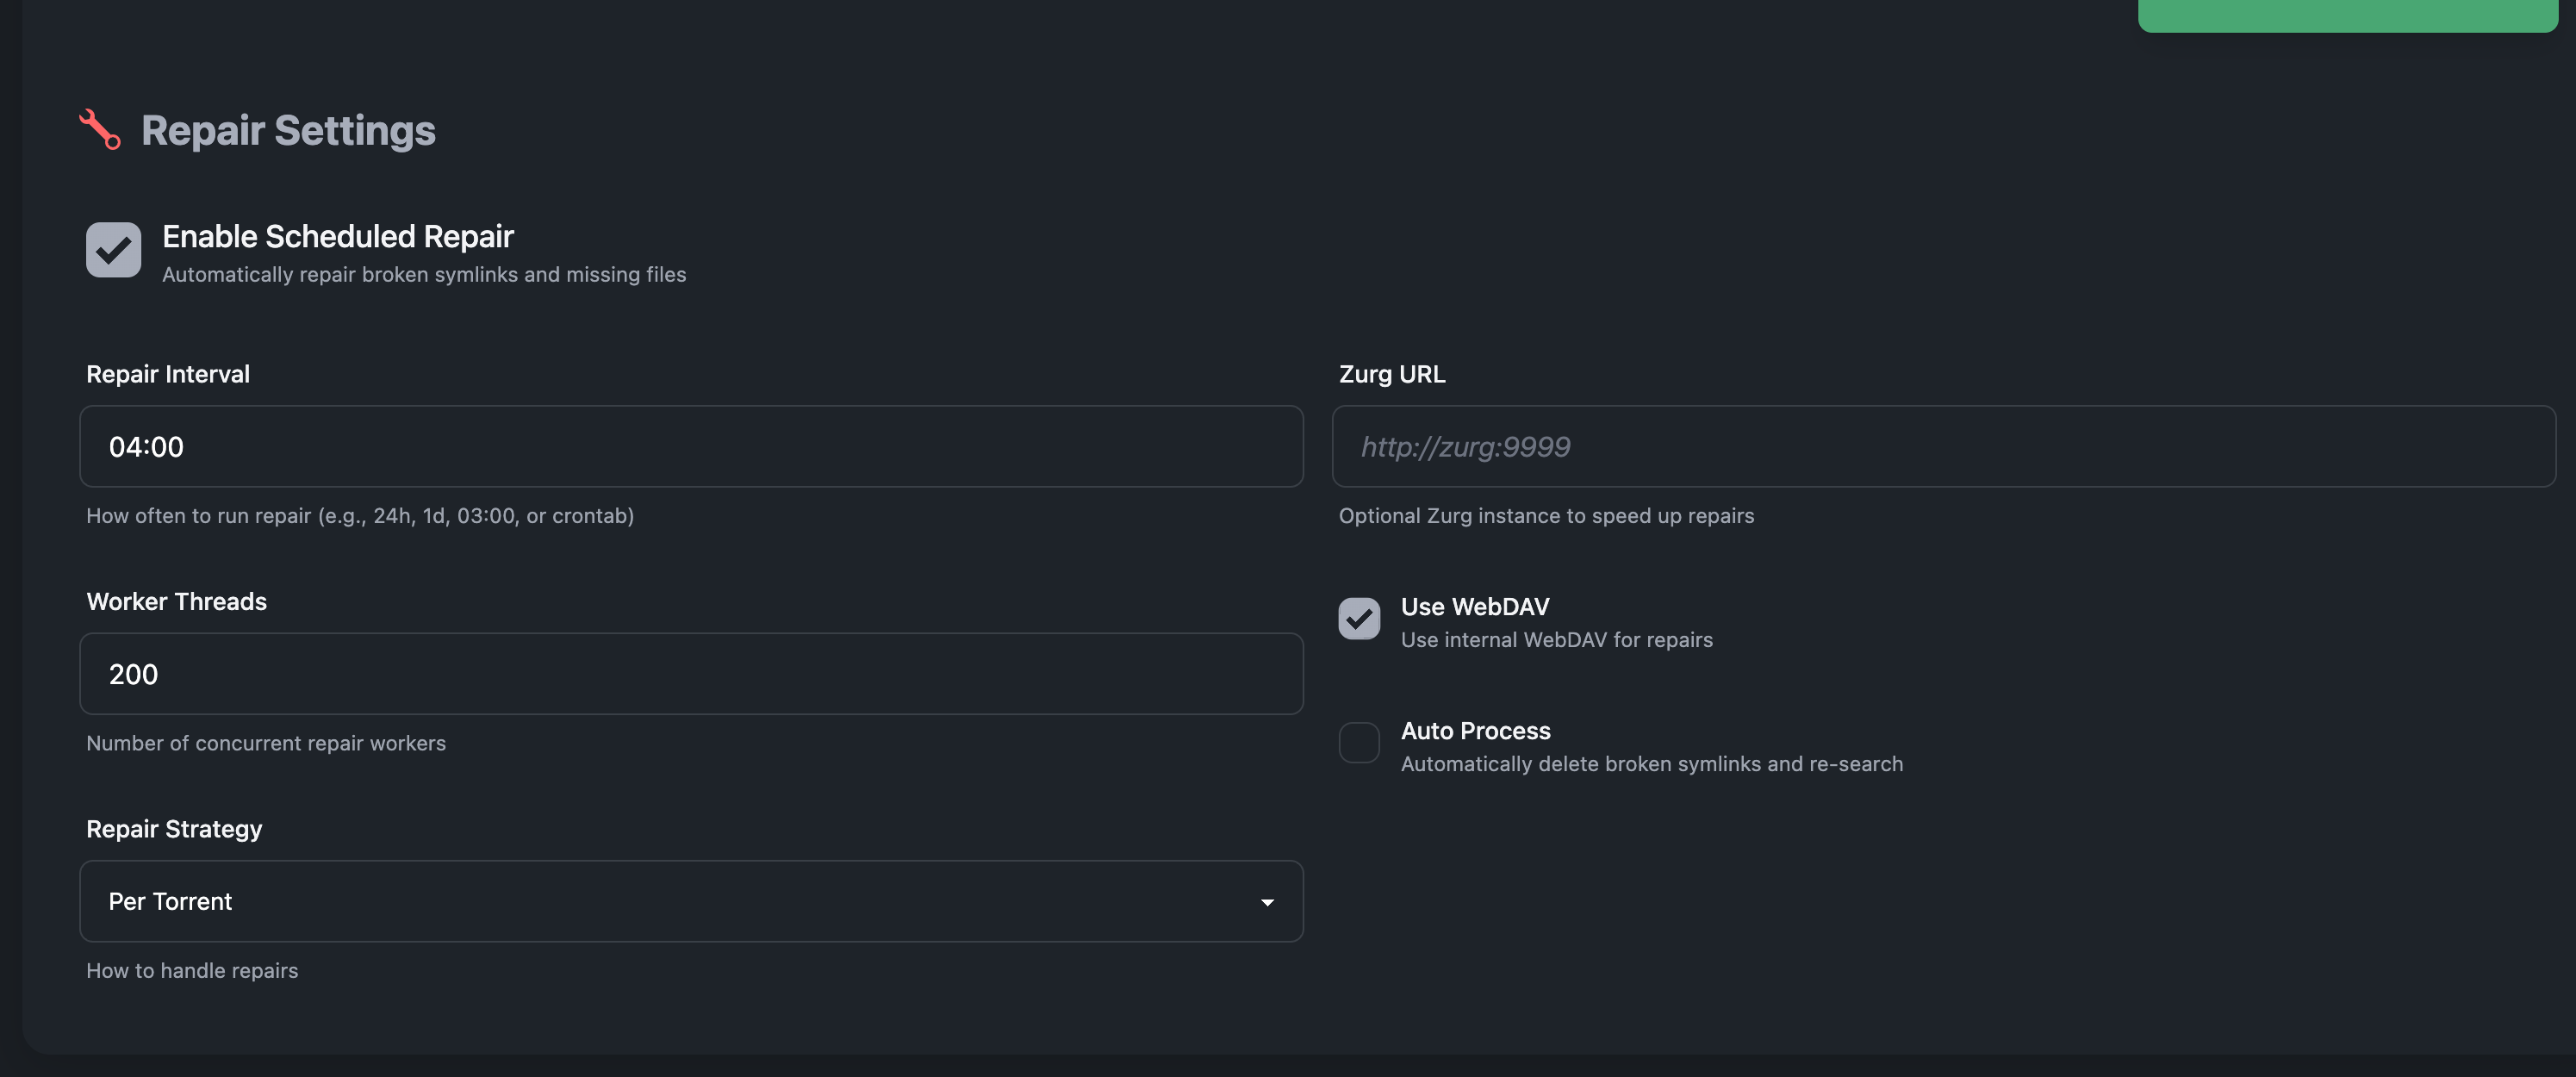 Repair Settings
Enable Scheduled Repair
Automatically repair broken symlinks and missing files
Repair Interval
04:00
How often to run repair (e.g., 24h, 1d, 03:00, or crontab)
Zurg URL
http://zurg:9999
Optional Zurg instance to speed up repairs
Worker Threads
200
Number of concurrent repair workers
Use WebDAV
Use internal WebDAV for repairs
Auto Process
Automatically delete broken symlinks and re-search
Repair Strategy
Per Torrent
How to handle repairs